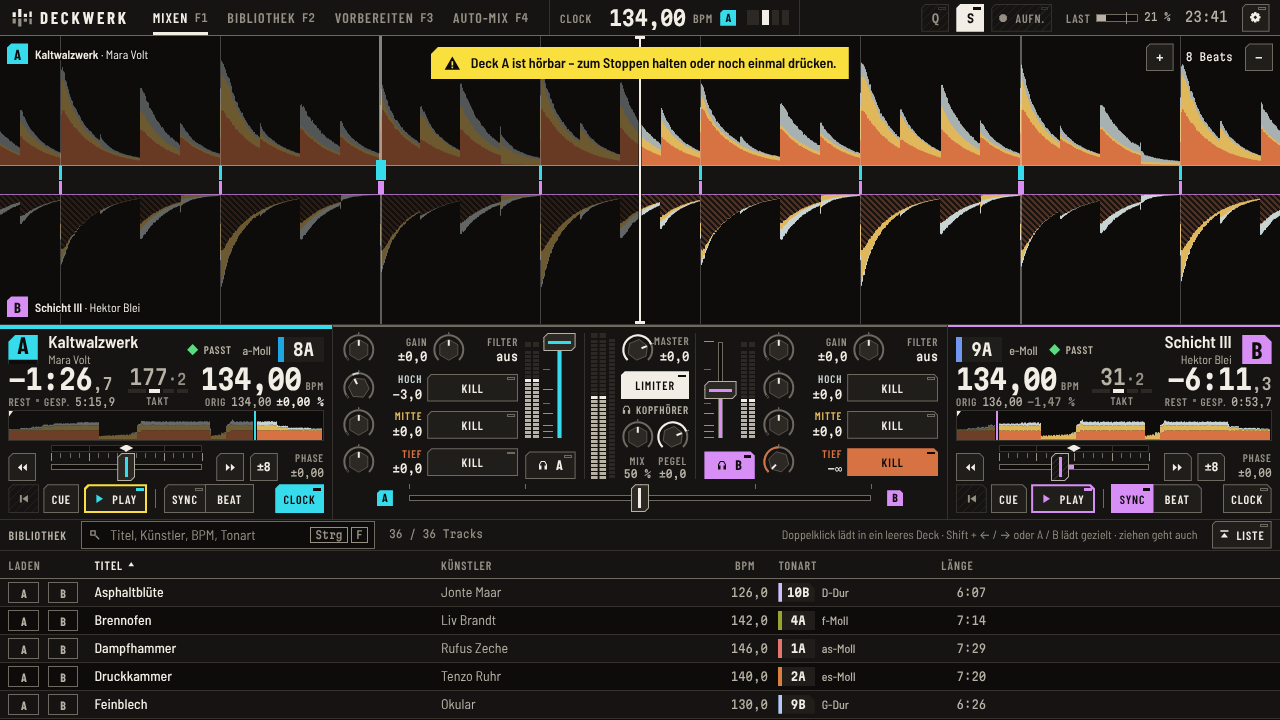 DECKWERK MIXEN F1 BIBLIOTHEK F2 VORBEREITEN F3 AUTO-MIX F4 CLOCK 134,00 BPM A Q S AUFN. LAST 21 % 23:41
A Kaltwalzwerk · Mara Volt
Deck A ist hörbar – zum Stoppen halten oder noch einmal drücken.
+ 8 Beats −
B Schicht III · Hektor Blei
A Kaltwalzwerk
Mara Volt
PASST a-Moll 8A
−1:26,7 177·2 134,00 BPM
REST * GESP. 5:15,9 TAKT ORIG 134,00 ±0,00 %
±8 PHASE ±0,00
CUE PLAY SYNC BEAT CLOCK
GAIN ±0,0 FILTER aus
HOCH −3,0 KILL
MITTE ±0,0 KILL
TIEF ±0,0 KILL
A
MASTER ±0,0
LIMITER
KOPFHÖRER
MIX PEGEL
50 % ±0,0
GAIN ±0,0 FILTER aus
HOCH ±0,0 KILL
MITTE ±0,0 KILL
TIEF −∞ KILL
B
A B
9A e-Moll PASST
Schicht III B
Hektor Blei
134,00 BPM 31·2 −6:11,3
ORIG 136,00 −1,47 % TAKT REST * GESP. 0:53,7
±8 PHASE ±0,00
CUE PLAY SYNC BEAT CLOCK
BIBLIOTHEK Titel, Künstler, BPM, Tonart Strg F 36 / 36 Tracks Doppelklick lädt in ein leeres Deck · Shift + ← / → oder A / B lädt gezielt · ziehen geht auch LISTE
LADEN TITEL KÜNSTLER BPM TONART LÄNGE
A B Asphaltblüte Jonte Maar 126,0 10B D-Dur 6:07
A B Brennofen Liv Brandt 142,0 4A f-Moll 7:14
A B Dampfhammer Rufus Zeche 146,0 1A as-Moll 7:29
A B Druckkammer Tenzo Ruhr 140,0 2A es-Moll 7:20
A B Feinblech Okular 130,0 9B G-Dur 6:26